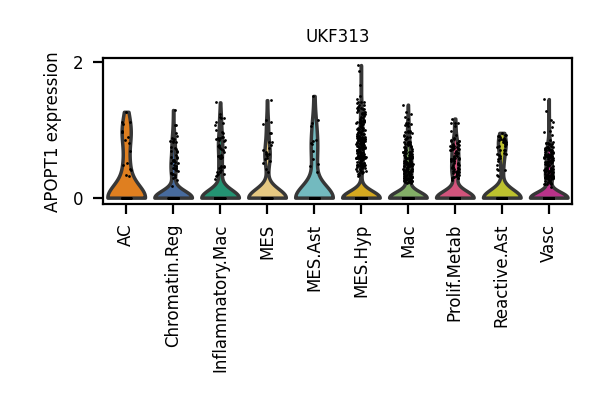 UKF313
APOPT1 expression
2
0
AC
Chromatin.Reg
Inflammatory.Mac
MES
MES.Ast
MES.Hyp
Mac
Prolif.Metab
Reactive.Ast
Vasc